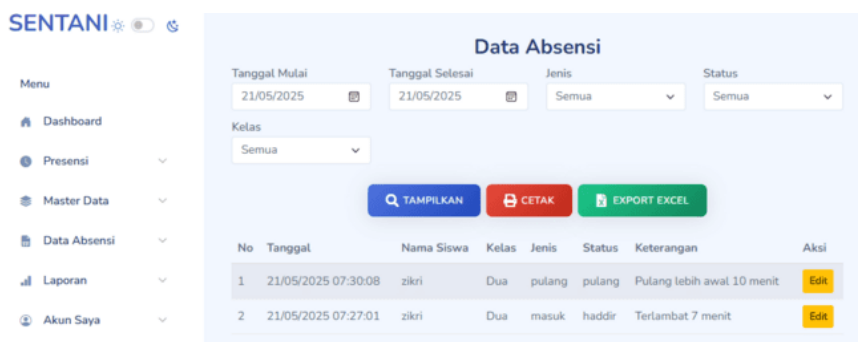 SENTANI
Menu
Dashboard
Presensi
Master Data
Data Absensi
Laporan
Akun Saya
Data Absensi
Tanggal Mulai Tanggal Selesai Jenis Status
21/05/2025 21/05/2025 Semua Semua
Kelas
Semua
TAMPILKAN CETAK EXPORT EXCEL
No Tanggal Nama Siswa Kelas Jenis Status Keterangan Aksi
1 21/05/2025 07:30:08 zikri Dua pulang pulang Pulang lebih awal 10 menit Edit
2 21/05/2025 07:27:01 zikri Dua masuk haddir Terlambat 7 menit Edit